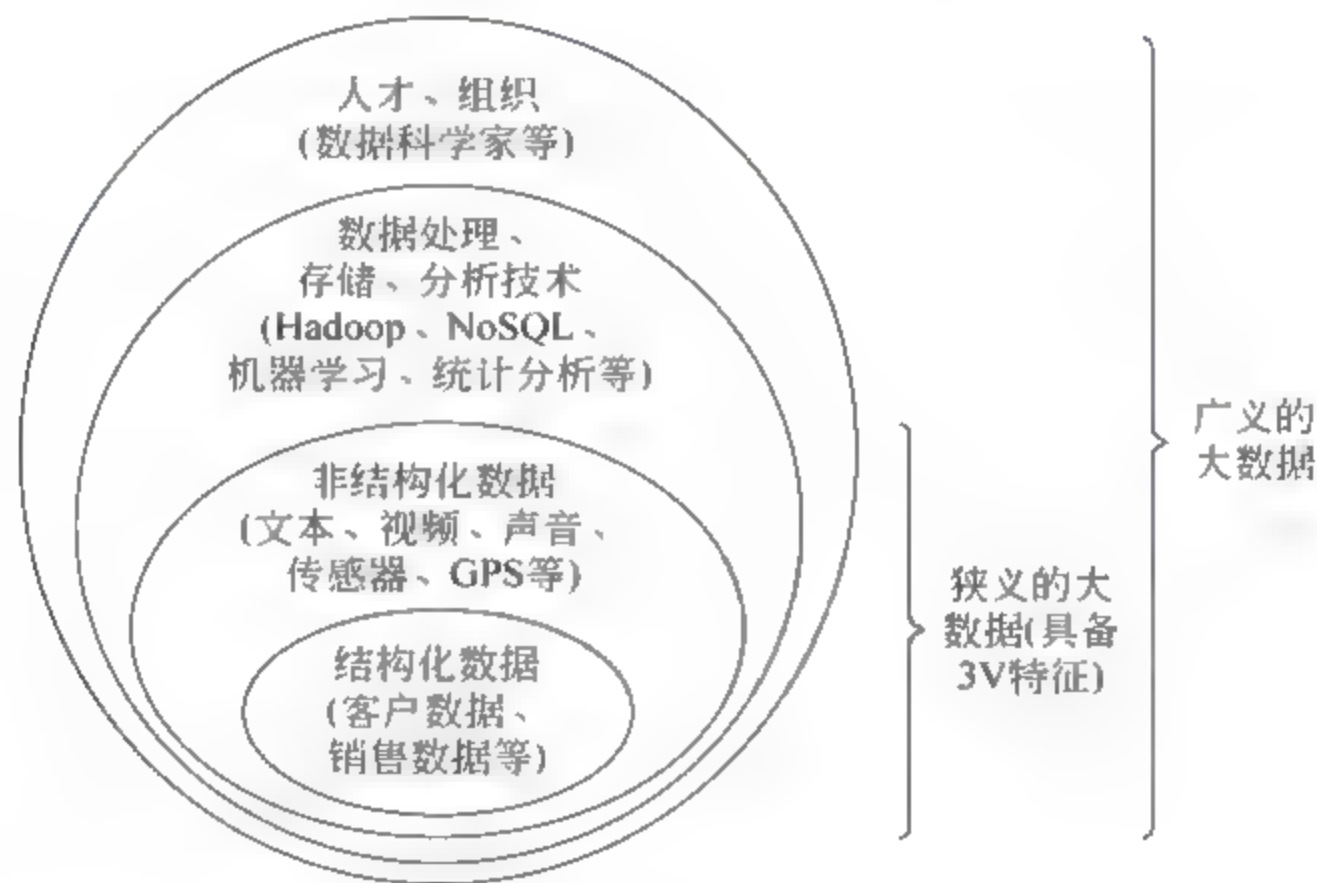 人才、组织
(数据科学家等)
数据处理、
存储、分析技术
(Hadoop、NoSQL、
机器学习、统计分析等)
非结构化数据
(文本、视频、声音、
传感器、GPS等)
结构化数据
(客户数据、
销售数据等)
狭义的大
数据(具备
3V特征)
广义的
大数据